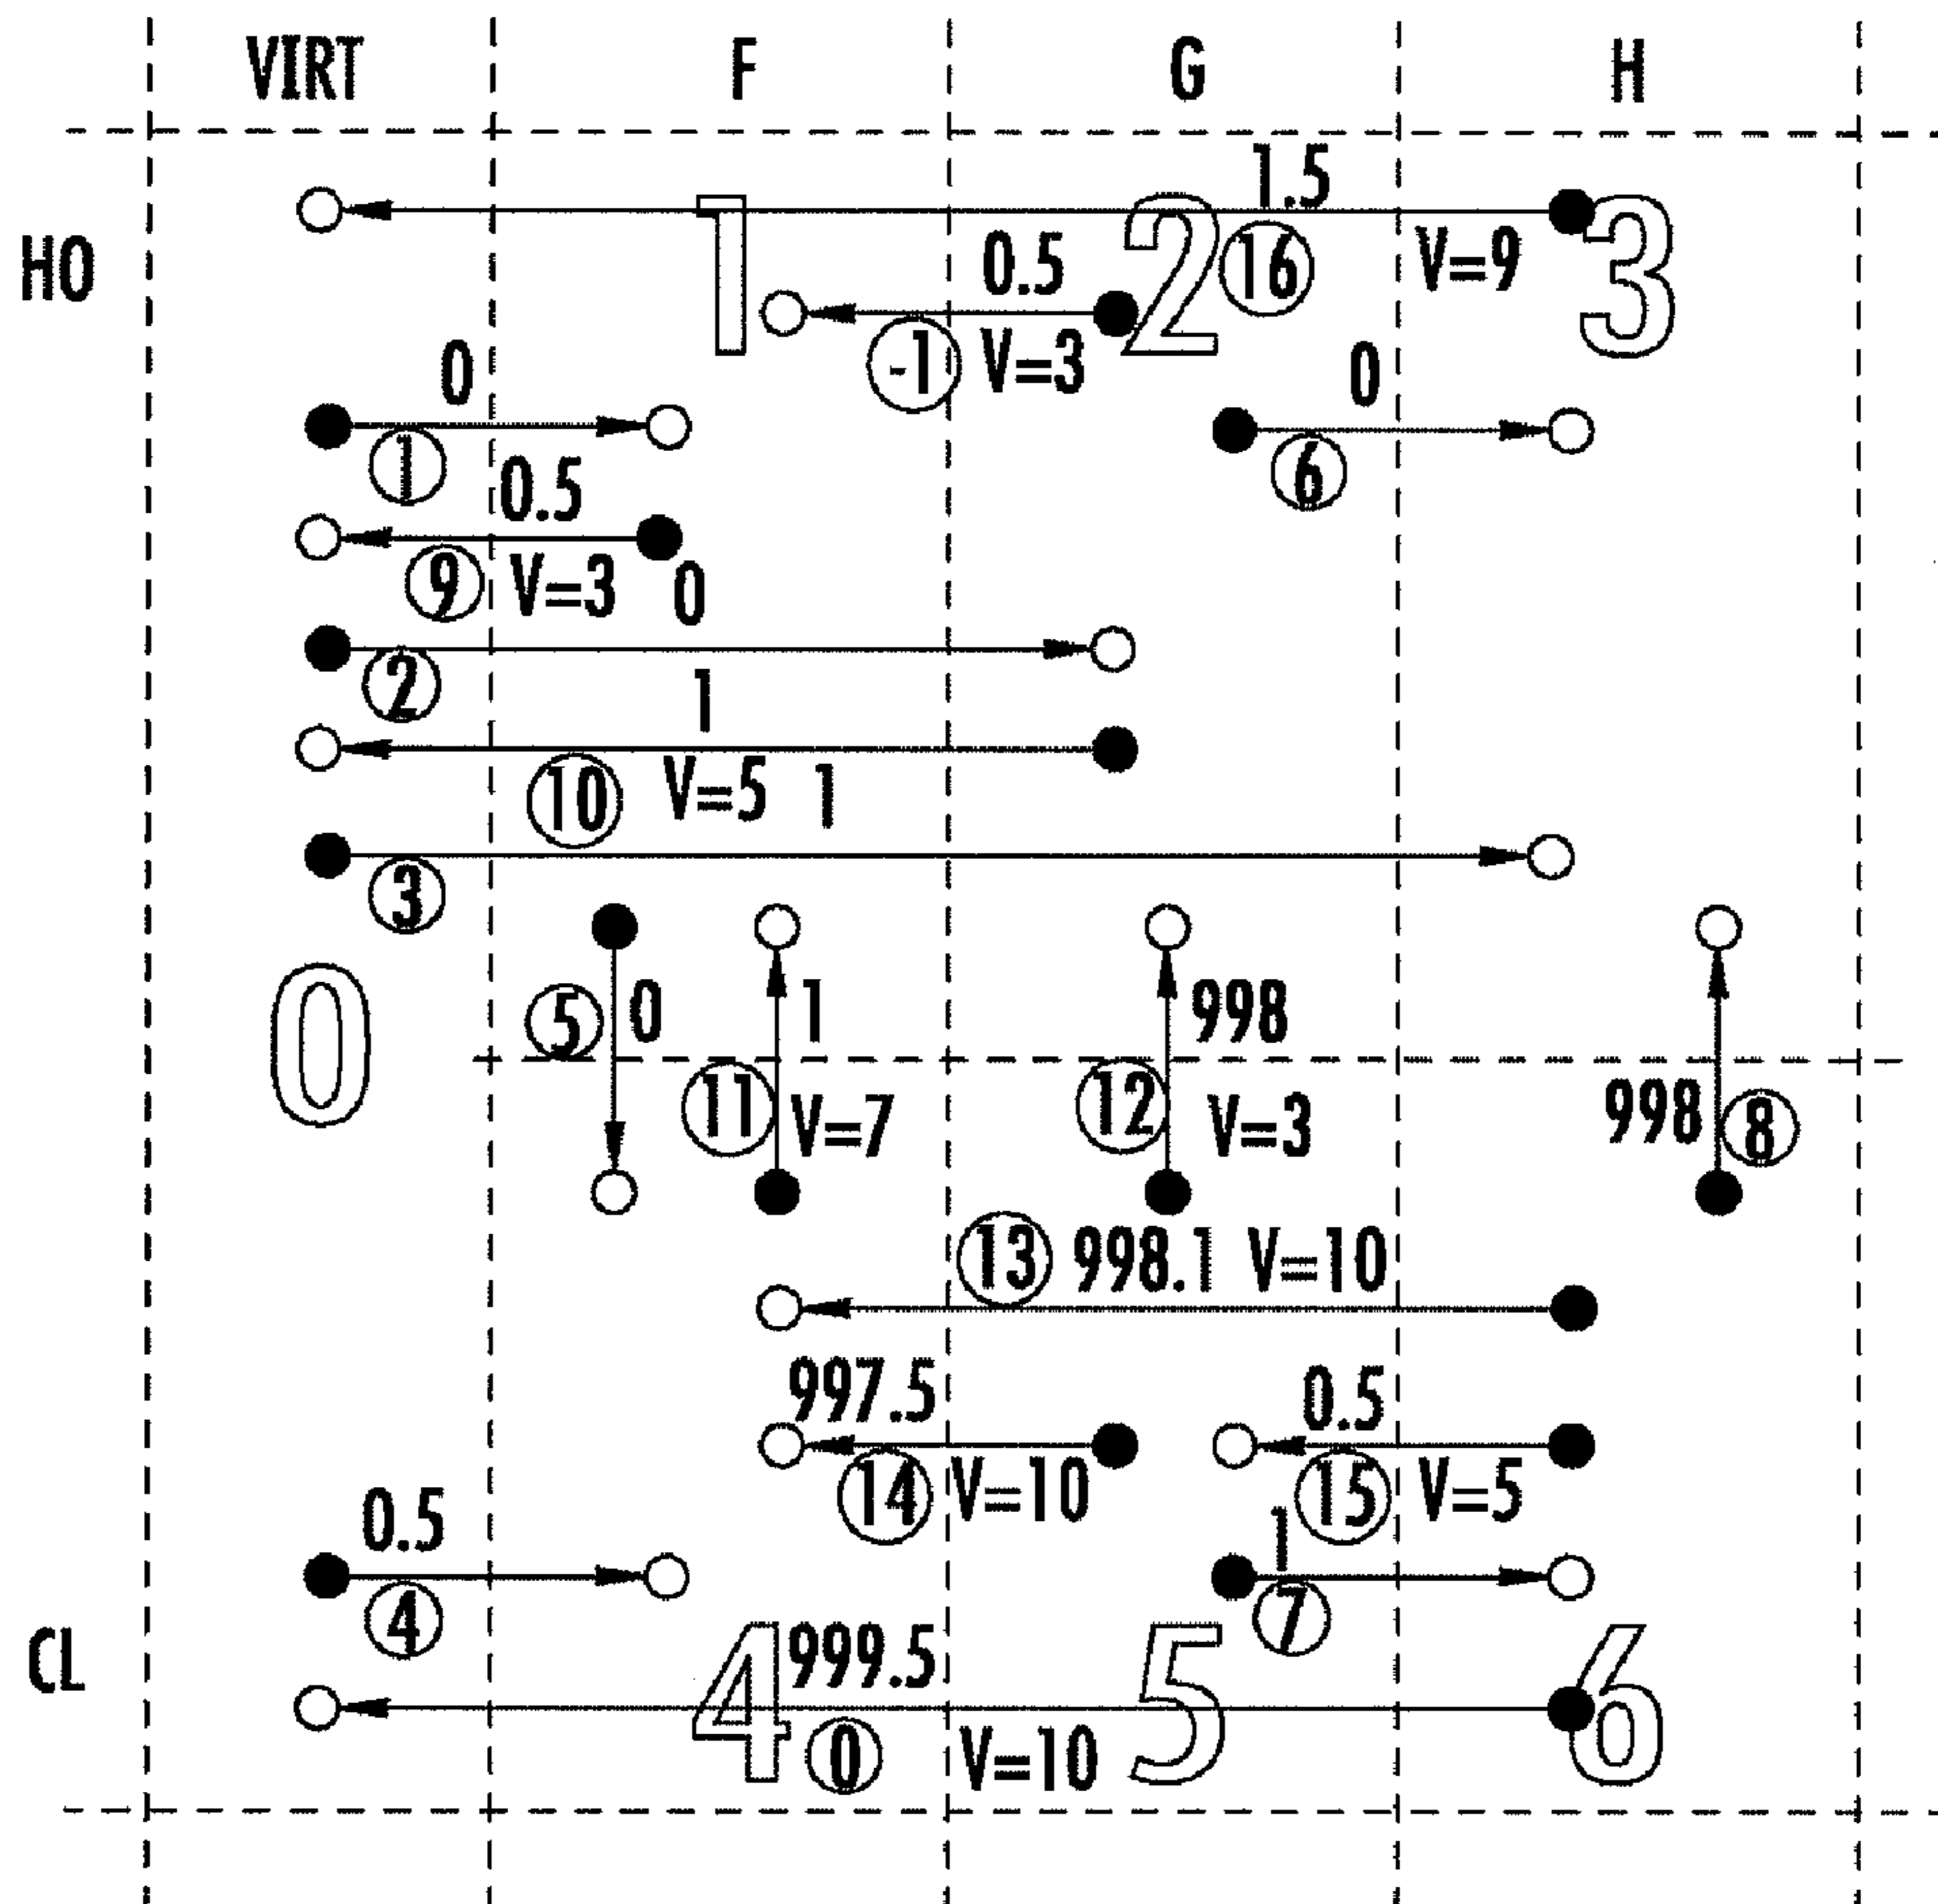 VIRT F G H
1.5
HO 1 2 16 V=9 3
0.5
-1 V=3
0 0
1 6
0.5
9 V=3 0
2
1
10 V=5 1
3
0 5 0 1 998
11 V=7 12 V=3 998 8
13 998.1 V=10
997.5 0.5
14 V=10 15 V=5
0.5 1
4 7
CL 4 999.5 5 6
0 V=10